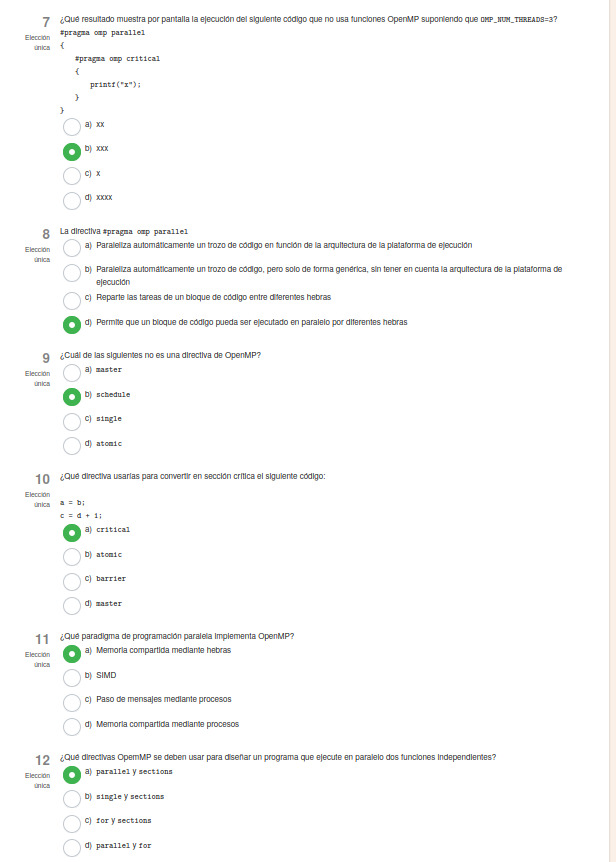 7 ¿Qué resultado muestra por pantalla la ejecución del siguiente código que no usa funciones OpenMP suponiendo que OMP_NUM_THREADS=3?
Elección única
#pragma omp parallel
{
#pragma omp critical
{
printf("x");
}
}
a) xx
b) xxx
c) x
d) xxxx
8 La directiva #pragma omp parallel
Elección única
a) Paraleliza automáticamente un trozo de código en función de la arquitectura de la plataforma de ejecución
b) Paraleliza automáticamente un trozo de código, pero solo de forma genérica, sin tener en cuenta la arquitectura de la plataforma de
ejecución
c) Reparte las tareas de un bloque de código entre diferentes hebras
d) Permite que un bloque de código pueda ser ejecutado en paralelo por diferentes hebras
9 ¿Cuál de las siguientes no es una directiva de OpenMP?
Elección única
a) master
b) schedule
c) single
d) atomic
10 ¿Qué directiva usarías para convertir en sección crítica el siguiente código:
Elección única
a = b;
c = d + 1;
a) critical
b) atomic
c) barrier
d) master
11 ¿Qué paradigma de programación paralela implementa OpenMP?
Elección única
a) Memoria compartida mediante hebras
b) SIMD
c) Paso de mensajes mediante procesos
d) Memoria compartida mediante procesos
12 ¿Qué directivas OpemMP se deben usar para diseñar un programa que ejecute en paralelo dos funciones independientes?
Elección única
a) parallel y sections
b) single y sections
c) for y sections
d) parallel y for